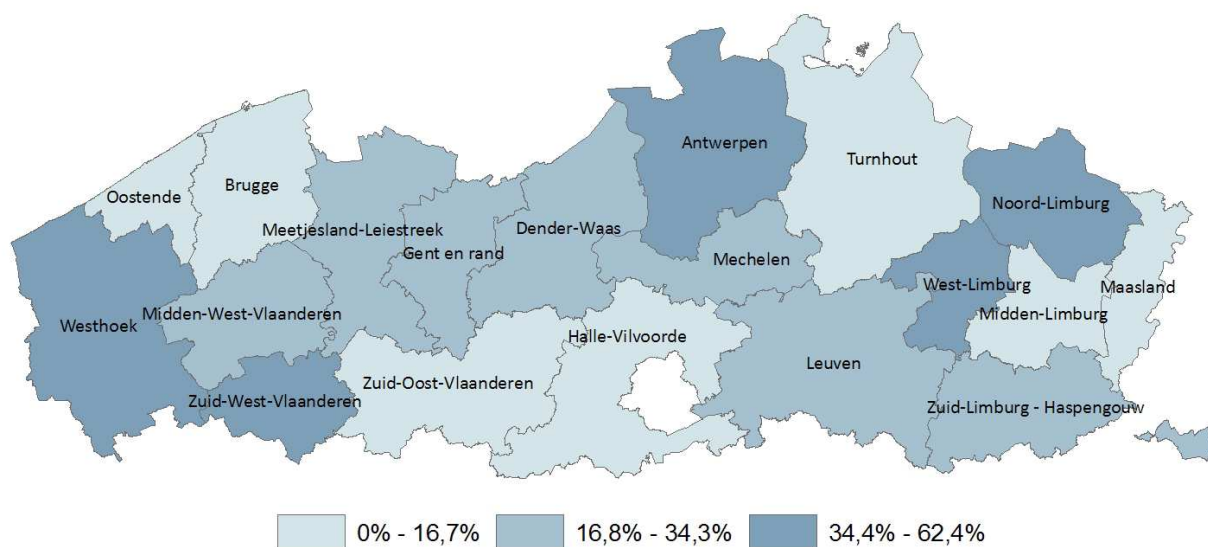 Antwerpen
Turnhout
Brugge
Oostende
Noord-Limburg
Meetjesland-Leiestreek
Dender-Waas
Gent en rand
Mechelen
West-Limburg
Maasland
Midden-West-Vlaanderen
Midden-Limburg
Westhoek
Halle-Vilvoorde
Leuven
Zuid-Oost-Vlaanderen
Zuid-West-Vlaanderen
Zuid-Limburg - Haspengouw
0% - 16,7%
16,8% - 34,3%
34,4% - 62,4%